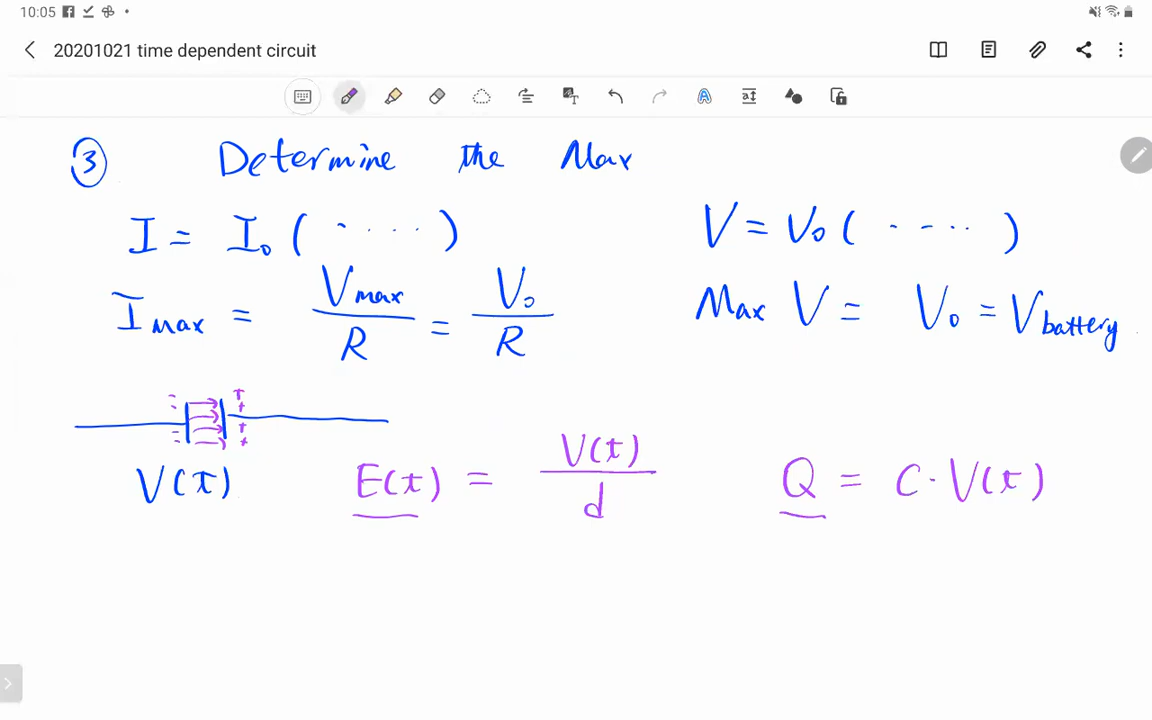 10:05
20201021 time dependent circuit
③ Determine the Max
I = I₀ ( ····· ) V = V₀ ( ····· )
I max = V max / R = V₀ / R Max V = V₀ = V battery
- - - - + + + +
V(t) E(t) = V(t) / d Q = C · V(t)